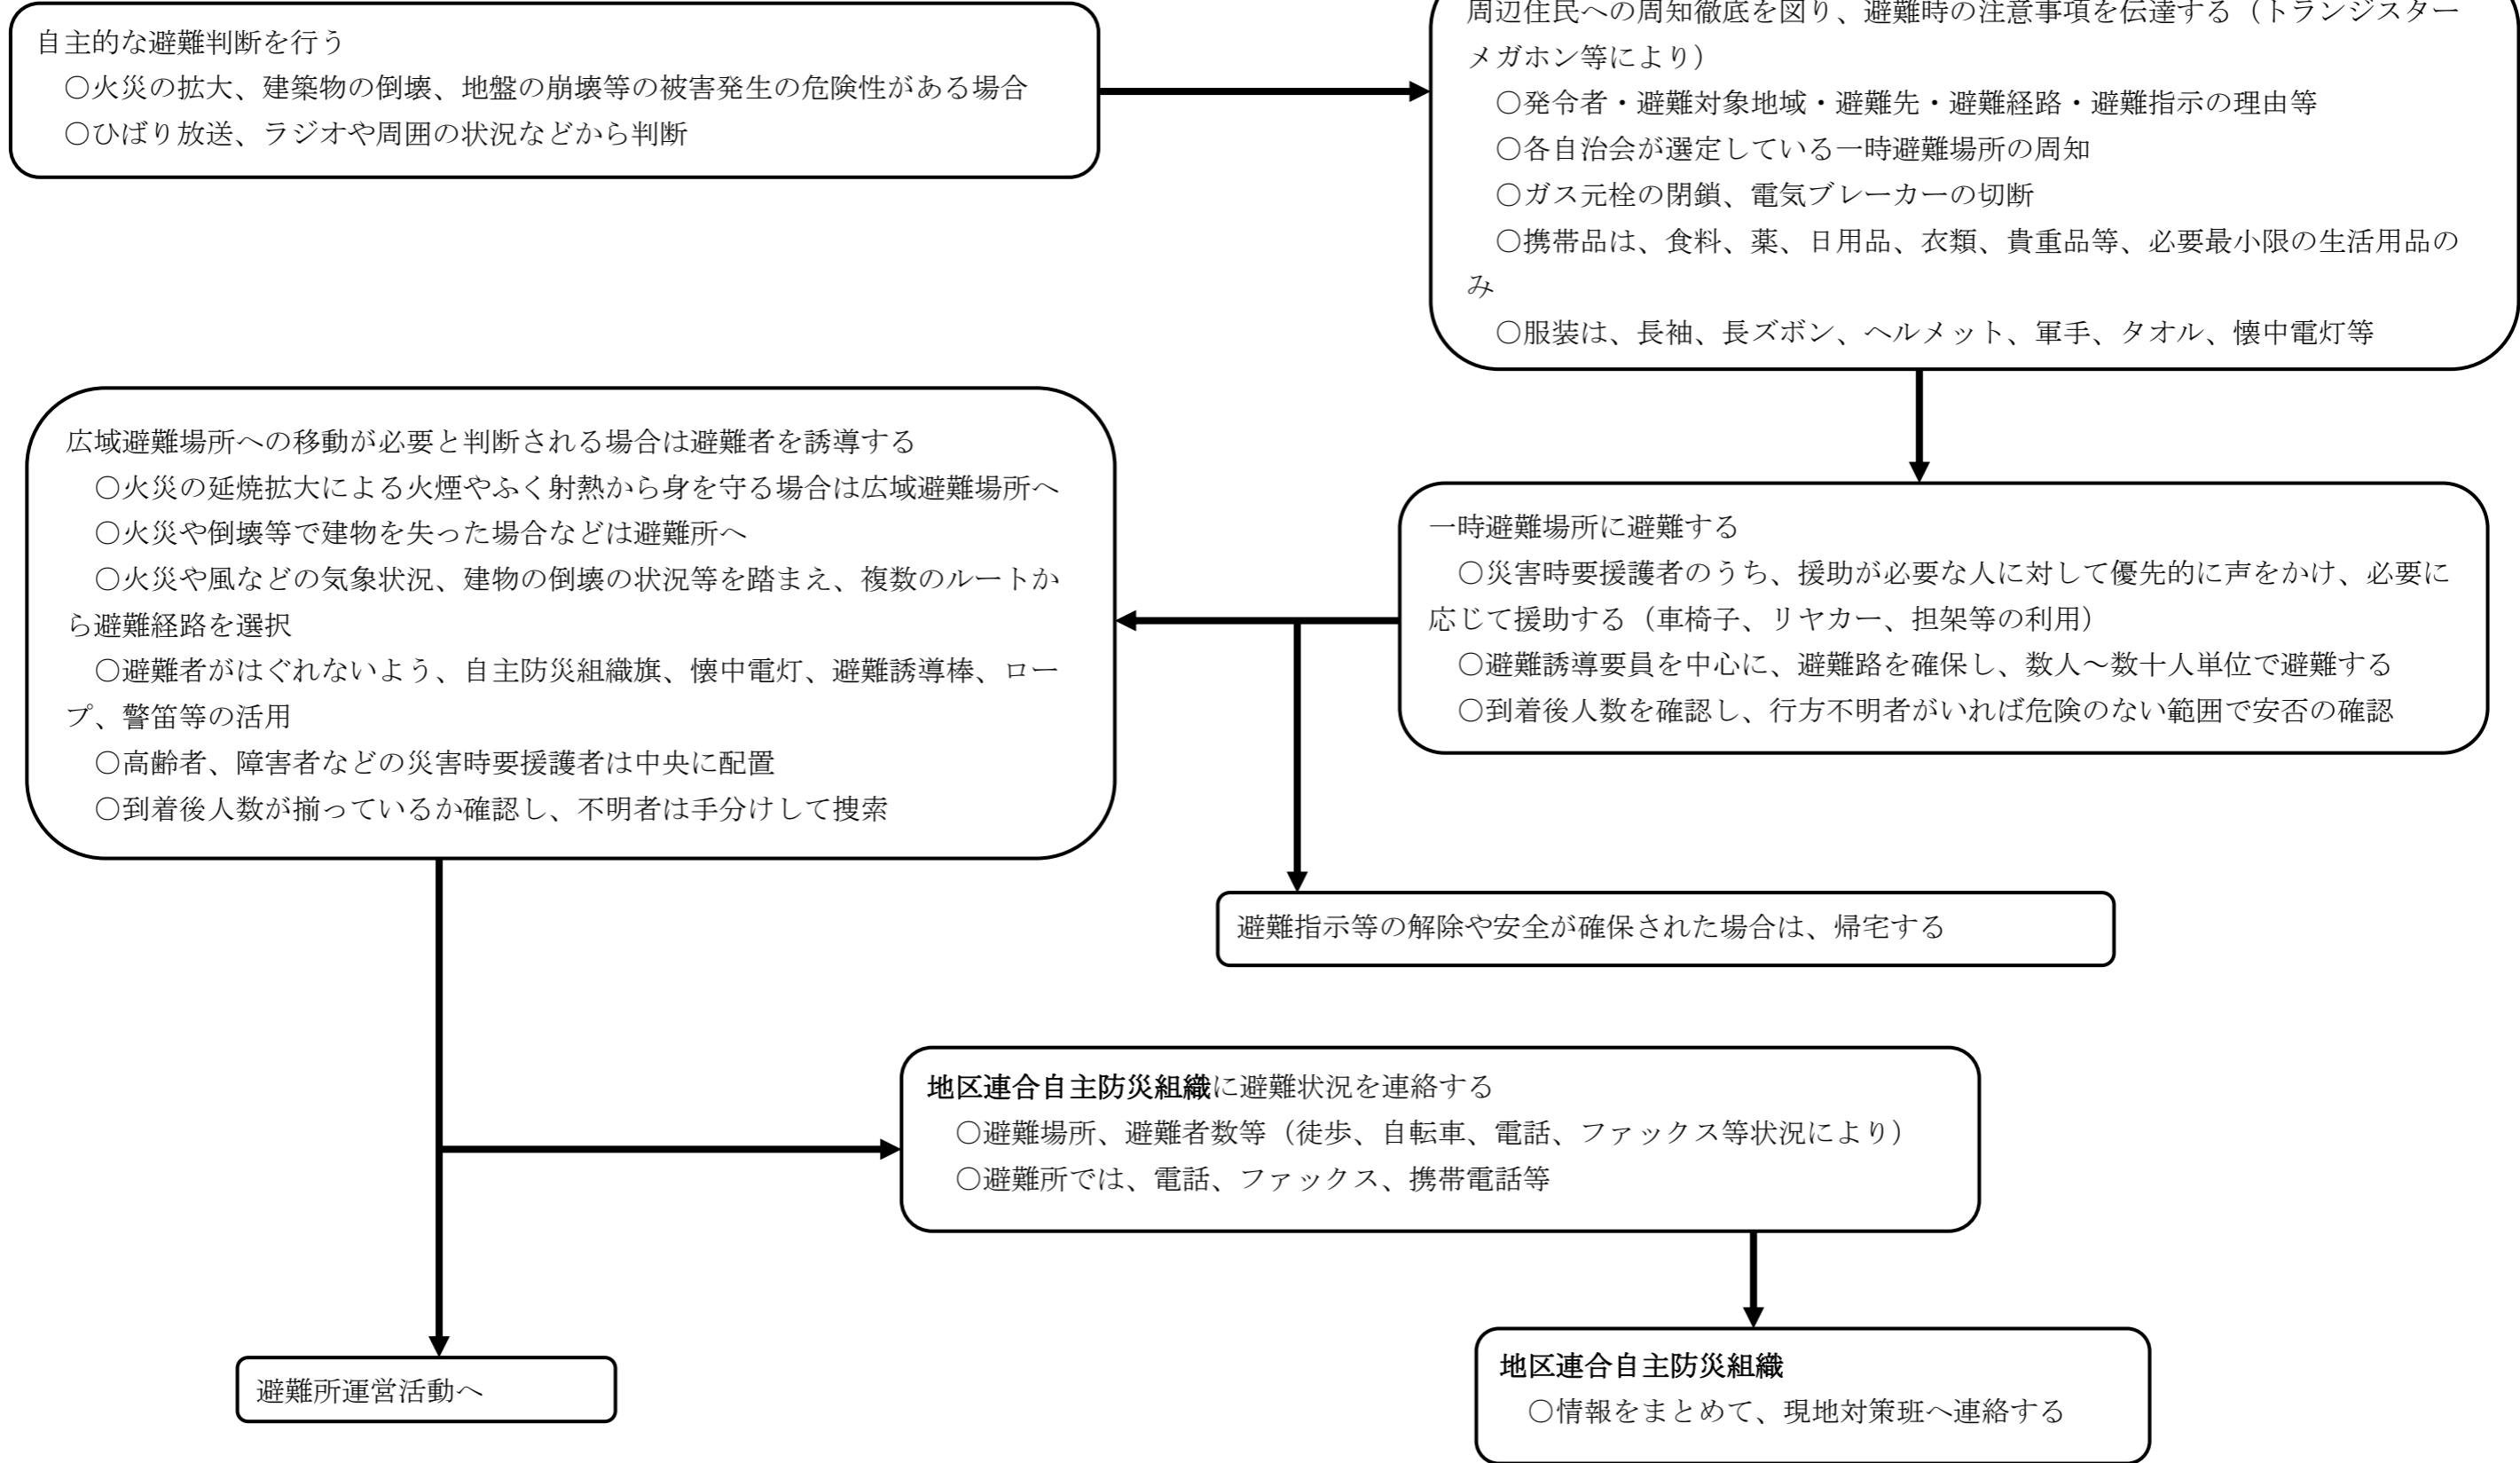 自主的な避難判断を行う
○火災の拡大、建築物の倒壊、地盤の崩壊等の被害発生の危険性がある場合
○ひばり放送、ラジオや周囲の状況などから判断
周辺住民への周知徹底を図り、避難時の注意事項を伝達する（トランジスター
メガホン等により）
○発令者・避難対象地域・避難先・避難経路・避難指示の理由等
○各自治会が選定している一時避難場所の周知
○ガス元栓の閉鎖、電気ブレーカーの切断
○携帯品は、食料、薬、日用品、衣類、貴重品等、必要最小限の生活用品の
み
○服装は、長袖、長ズボン、ヘルメット、軍手、タオル、懐中電灯等
一時避難場所に避難する
○災害時要援護者のうち、援助が必要な人に対して優先的に声をかけ、必要に
応じて援助する（車椅子、リヤカー、担架等の利用）
○避難誘導要員を中心に、避難路を確保し、数人～数十人単位で避難する
○到着後人数を確認し、行方不明者がいれば危険のない範囲で安否の確認
広域避難場所への移動が必要と判断される場合は避難者を誘導する
○火災の延焼拡大による火煙やふく射熱から身を守る場合は広域避難場所へ
○火災や倒壊等で建物を失った場合などは避難所へ
○火災や風などの気象状況、建物の倒壊の状況等を踏まえ、複数のルートか
ら避難経路を選択
○避難者がはぐれないよう、自主防災組織旗、懐中電灯、避難誘導棒、ロー
プ、警笛等の活用
○高齢者、障害者などの災害時要援護者は中央に配置
○到着後人数が揃っているか確認し、不明者は手分けして捜索
避難指示等の解除や安全が確保された場合は、帰宅する
地区連合自主防災組織に避難状況を連絡する
○避難場所、避難者数等（徒歩、自転車、電話、ファックス等状況により）
○避難所では、電話、ファックス、携帯電話等
地区連合自主防災組織
○情報をまとめて、現地対策班へ連絡する
避難所運営活動へ